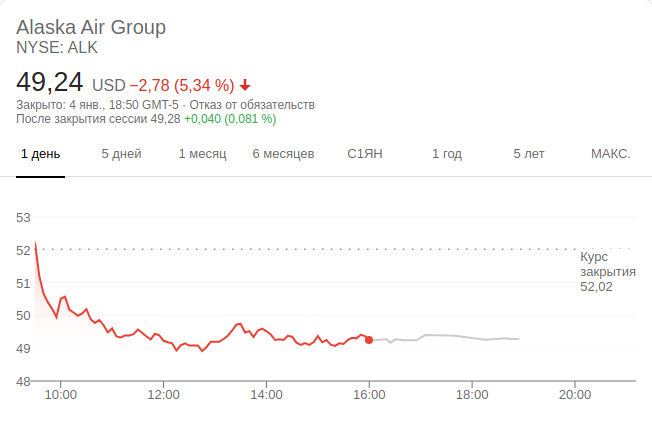 Alaska Air Group
NYSE: ALK
49,24 USD −2,78 (5,34 %)
Закрыто: 4 янв., 18:50 GMT-5 · Отказ от обязательств
После закрытия сессии 49,28 +0,040 (0,081 %)
1 день 5 дней 1 месяц 6 месяцев С1ЯН 1 год 5 лет МАКС.
53
52
Курс
закрытия
52,02
51
50
49
48
10:00 12:00 14:00 16:00 18:00 20:00